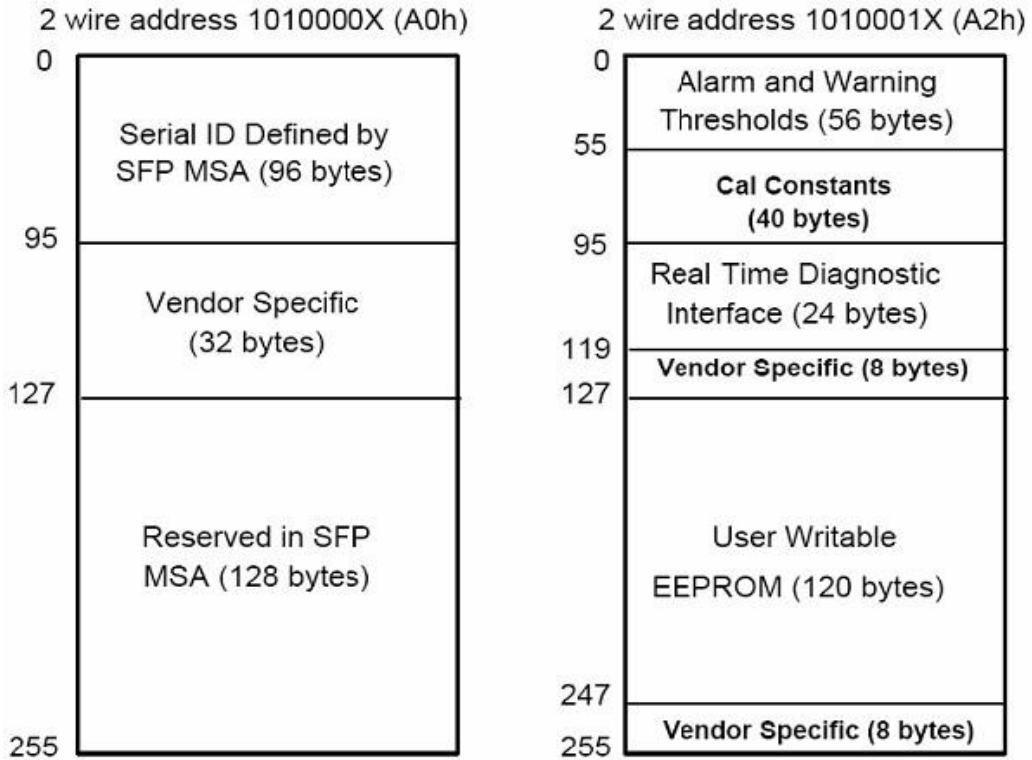 2 wire address 1010000X (A0h)
0
Serial ID Defined by
SFP MSA (96 bytes)
95
Vendor Specific
(32 bytes)
127
Reserved in SFP
MSA (128 bytes)
255
2 wire address 1010001X (A2h)
0
Alarm and Warning
Thresholds (56 bytes)
55
Cal Constants
(40 bytes)
95
Real Time Diagnostic
Interface (24 bytes)
119
Vendor Specific (8 bytes)
127
User Writable
EEPROM (120 bytes)
247
Vendor Specific (8 bytes)
255